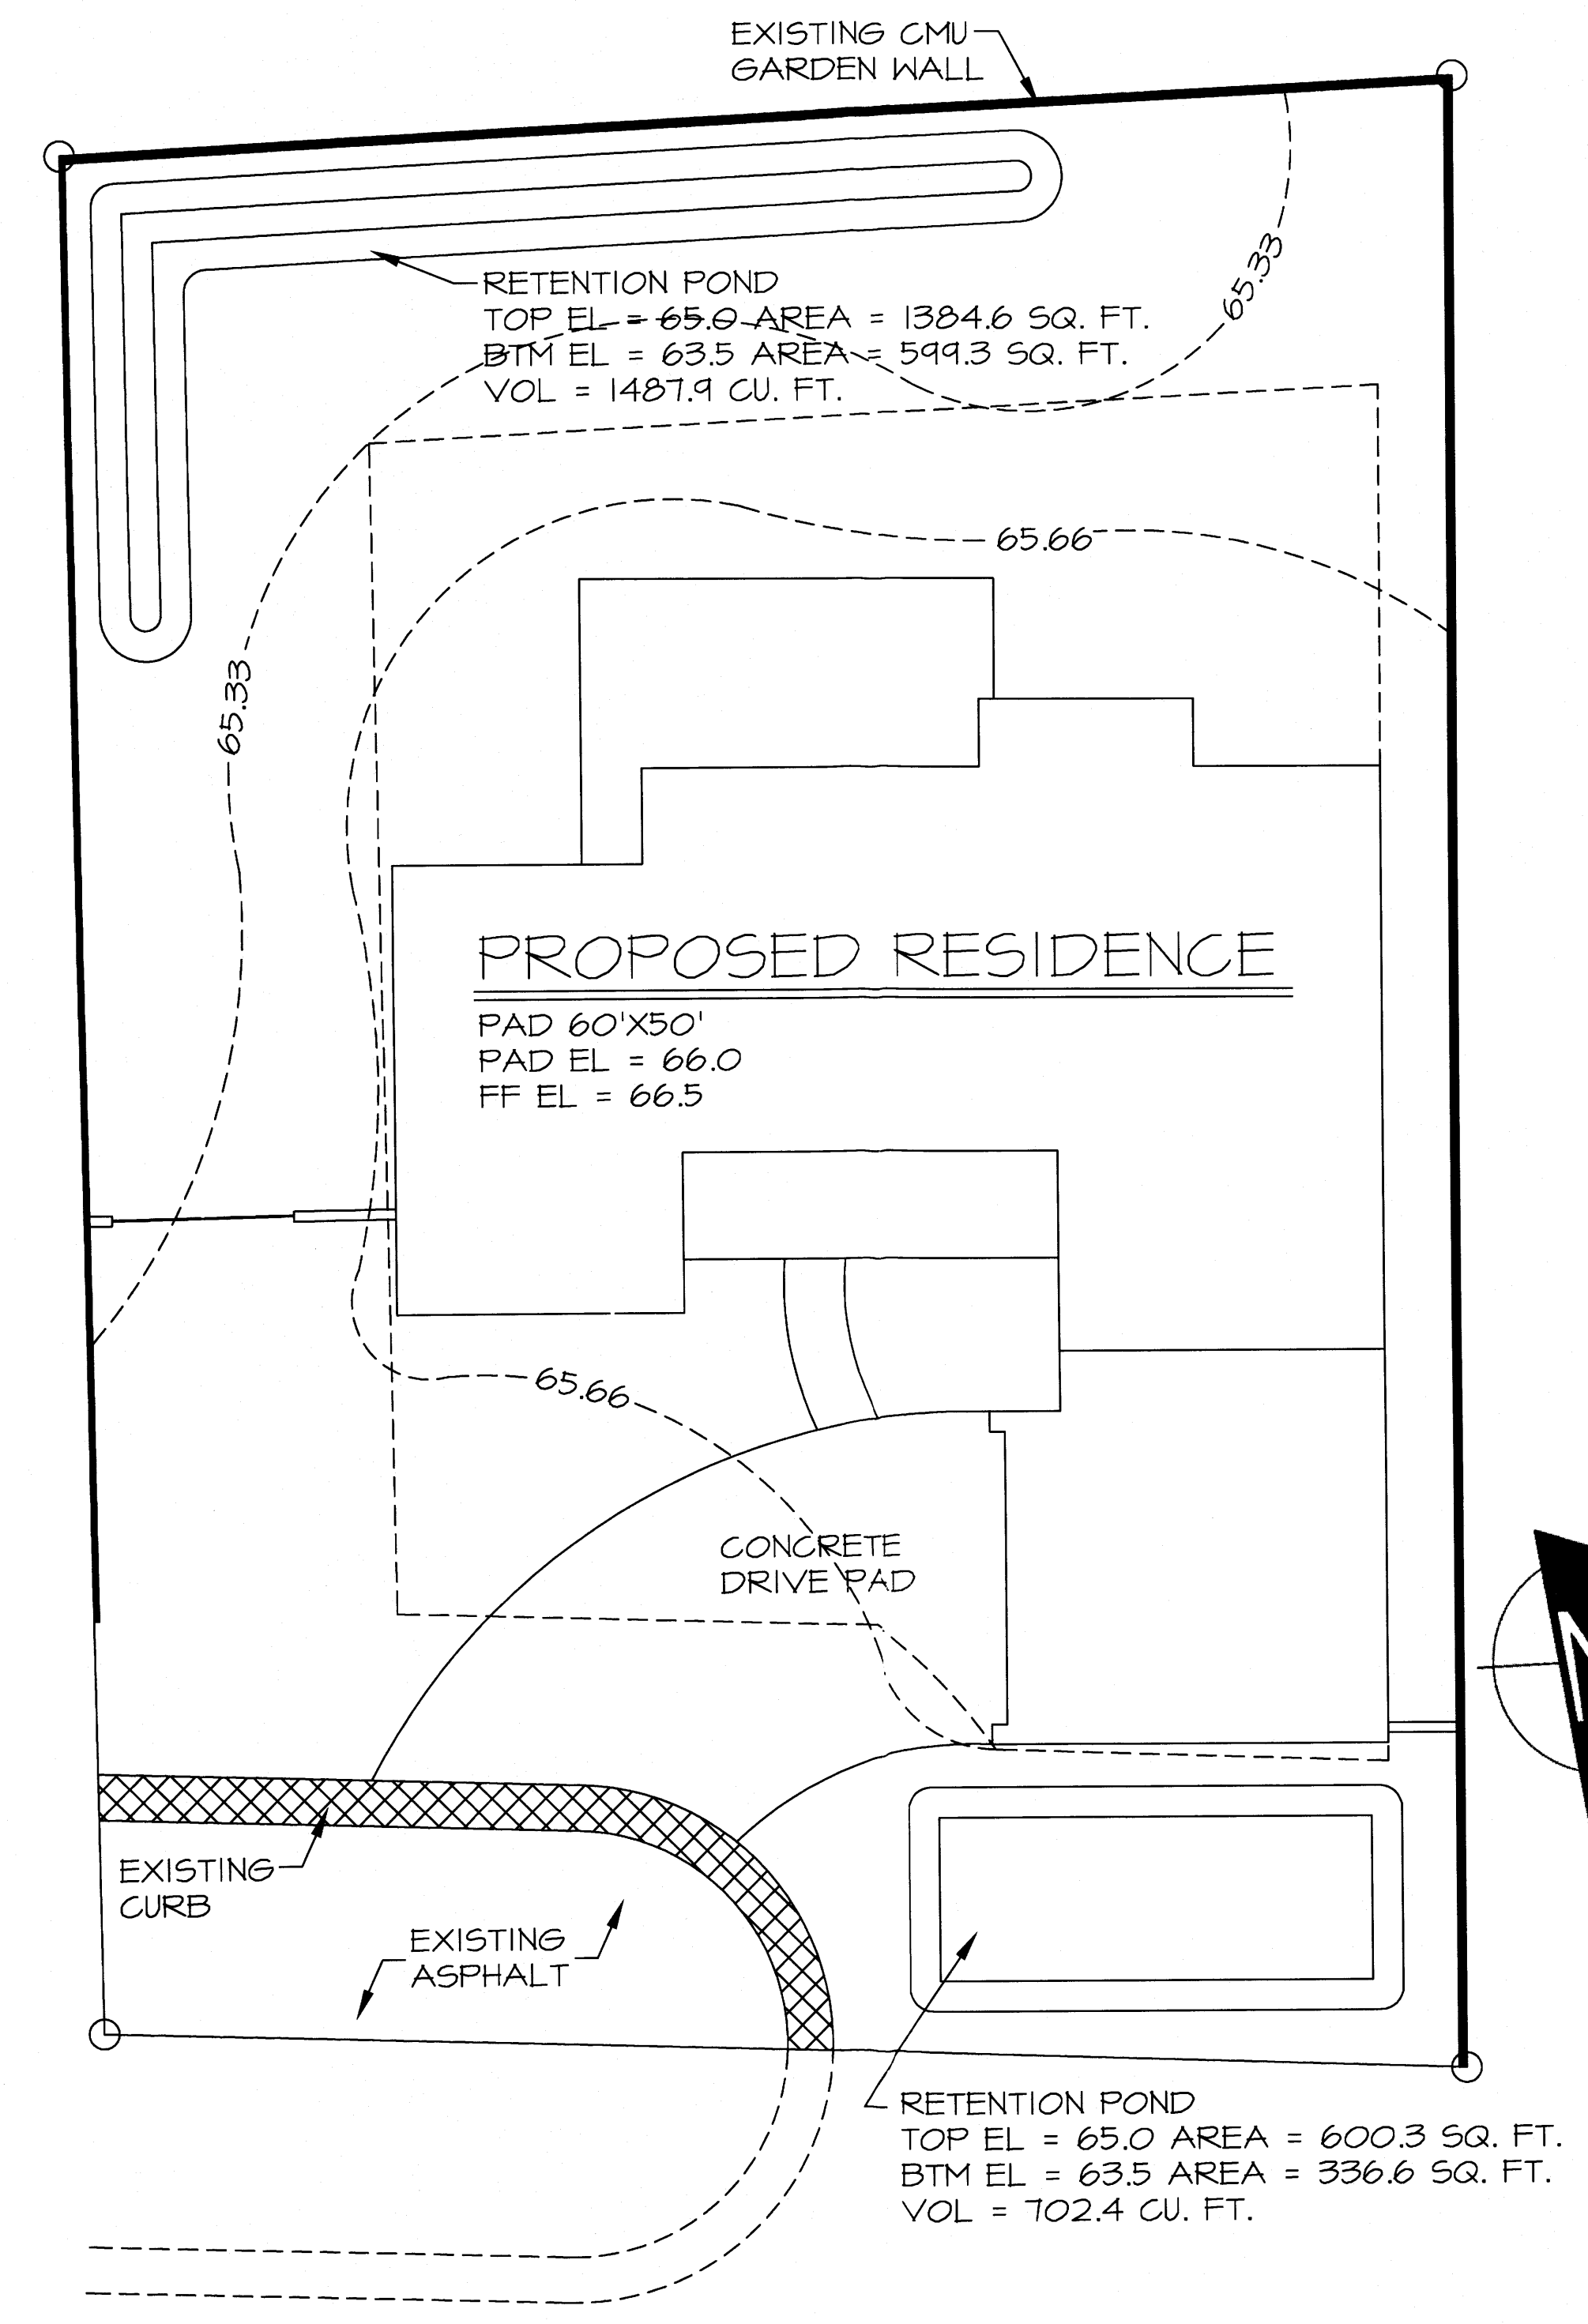 EXISTING CMU
GARDEN WALL
RETENTION POND
TOP EL = 65.0 AREA = 1384.6 SQ. FT.
BTM EL = 63.5 AREA = 599.3 SQ. FT.
VOL = 1487.9 CU. FT.
65.33
65.66
65.33
PROPOSED RESIDENCE
PAD 60'X50'
PAD EL = 66.0
FF EL = 66.5
65.66
CONCRETE
DRIVE PAD
EXISTING
CURB
EXISTING
ASPHALT
RETENTION POND
TOP EL = 65.0 AREA = 600.3 SQ. FT.
BTM EL = 63.5 AREA = 336.6 SQ. FT.
VOL = 702.4 CU. FT.